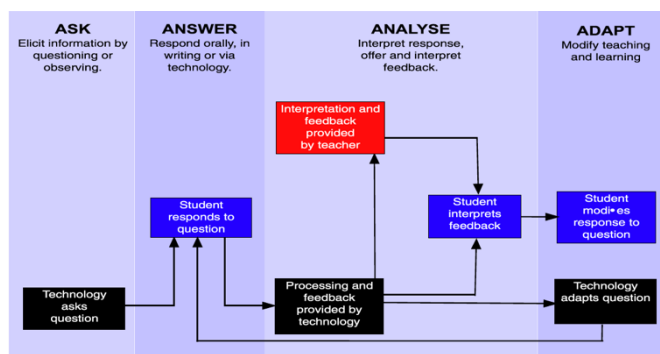 ASK
Elicit information by
questioning or
observing.
ANSWER
Respond orally, in
writing or via
technology.
ANALYSE
Interpret response,
offer and interpret
feedback.
ADAPT
Modify teaching
and learning
Interpretation and
feedback
provided
by teacher
Student
responds to
question
Student
interprets
feedback
Student
modi•es
response to
question
Technology
asks
question
Processing and
feedback
provided by
technology
Technology
adapts question